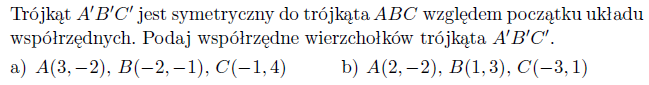 Trójkąt A′B′C′ jest symetryczny do trójkąta ABC względem początku układu
współrzędnych. Podaj współrzędne wierzchołków trójkąta A′B′C′.
a) A(3,−2), B(−2,−1), C(−1,4) b) A(2,−2), B(1,3), C(−3,1)